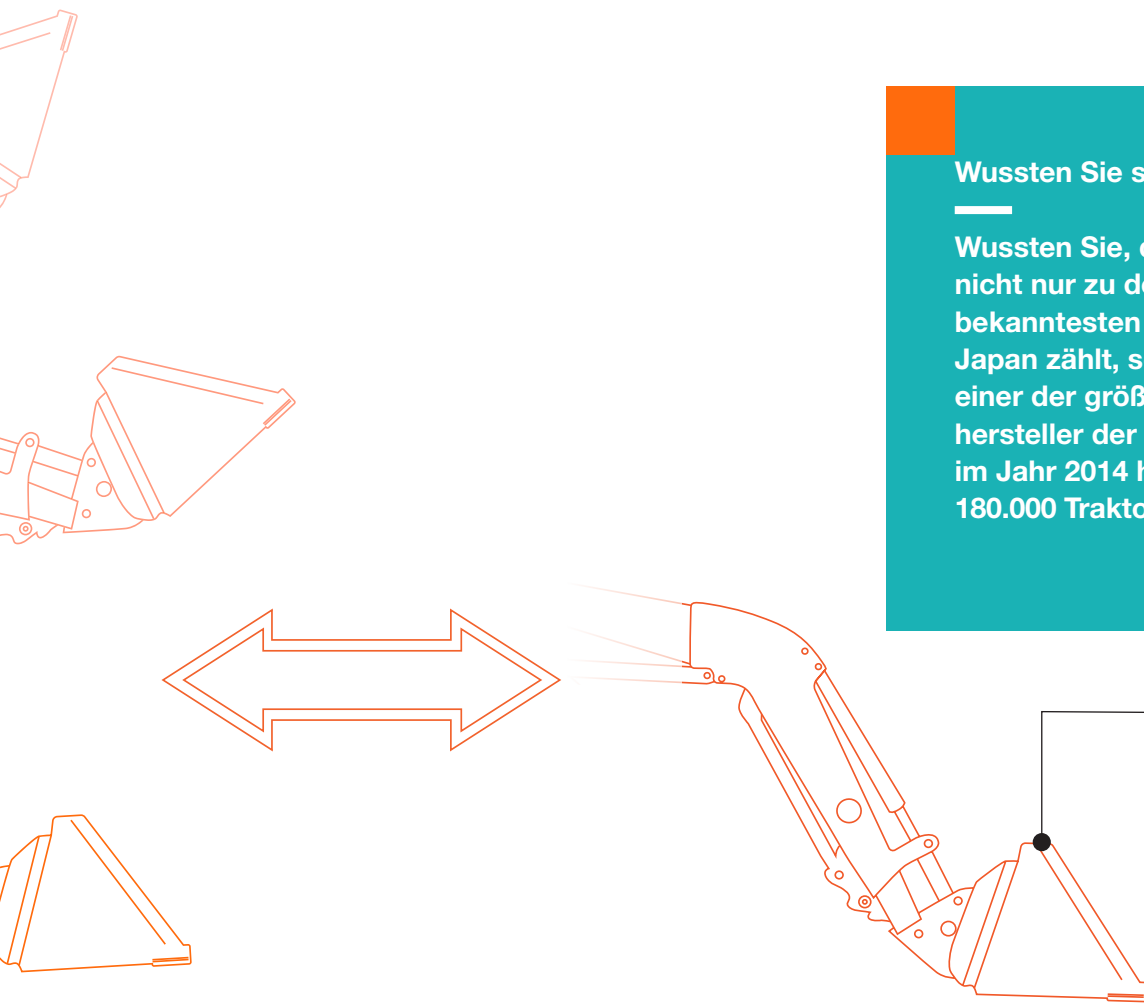 Wussten Sie s
Wussten Sie, d
nicht nur zu de
bekanntesten
Japan zählt, s
einer der größ
hersteller der
im Jahr 2014 h
180.000 Trakto